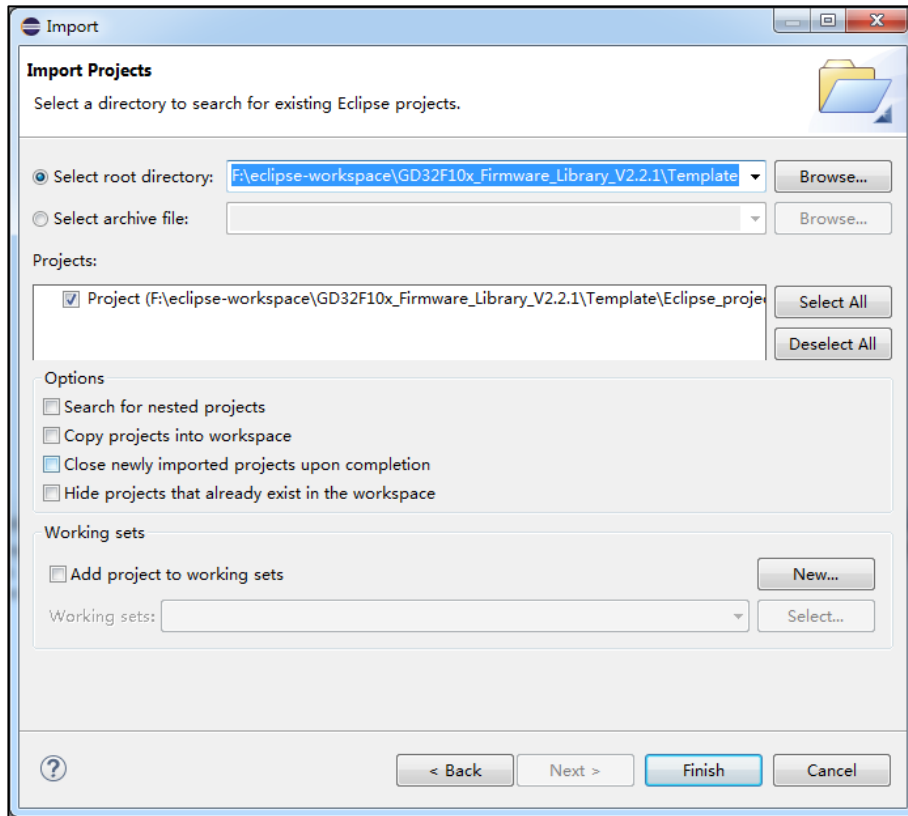 Import
Import Projects
Select a directory to search for existing Eclipse projects.
Select root directory: F:\eclipse-workspace\GD32F10x_Firmware_Library_V2.2.1\Template Browse...
Select archive file: Browse...
Projects:
Project (F:\eclipse-workspace\GD32F10x_Firmware_Library_V2.2.1\Template\Eclipse_projec Select All
Deselect All
Options
Search for nested projects
Copy projects into workspace
Close newly imported projects upon completion
Hide projects that already exist in the workspace
Working sets
Add project to working sets New...
Working sets: Select...
? < Back Next > Finish Cancel